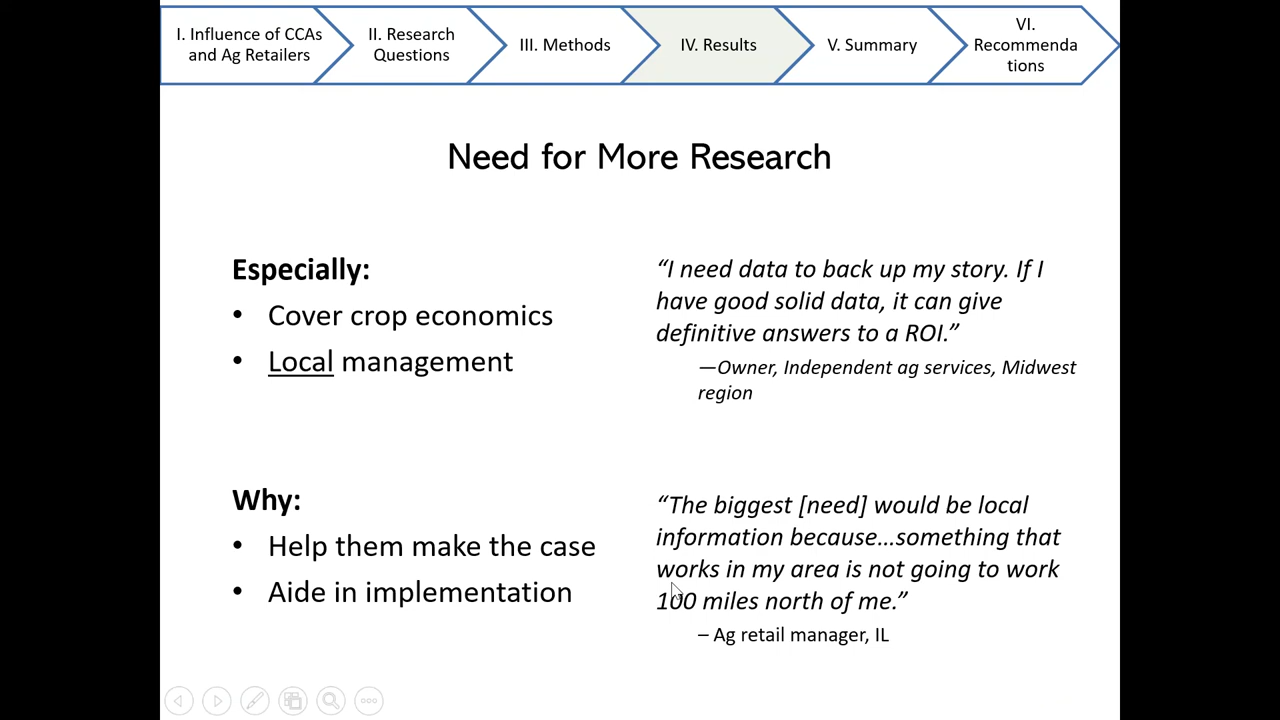 I. Influence of CCAs
and Ag Retailers
II. Research
Questions
III. Methods
IV. Results
V. Summary
VI.
Recommenda
tions
Need for More Research
Especially:
• Cover crop economics
• Local management
“I need data to back up my story. If I
have good solid data, it can give
definitive answers to a ROI.”
—Owner, Independent ag services, Midwest
region
Why:
• Help them make the case
• Aide in implementation
“The biggest [need] would be local
information because…something that
works in my area is not going to work
100 miles north of me.”
– Ag retail manager, IL